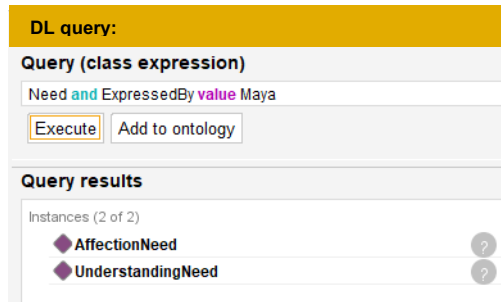 DL query:
Query (class expression)
Need and ExpressedBy value Maya
Execute Add to ontology
Query results
Instances (2 of 2)
AffectionNeed ?
UnderstandingNeed ?